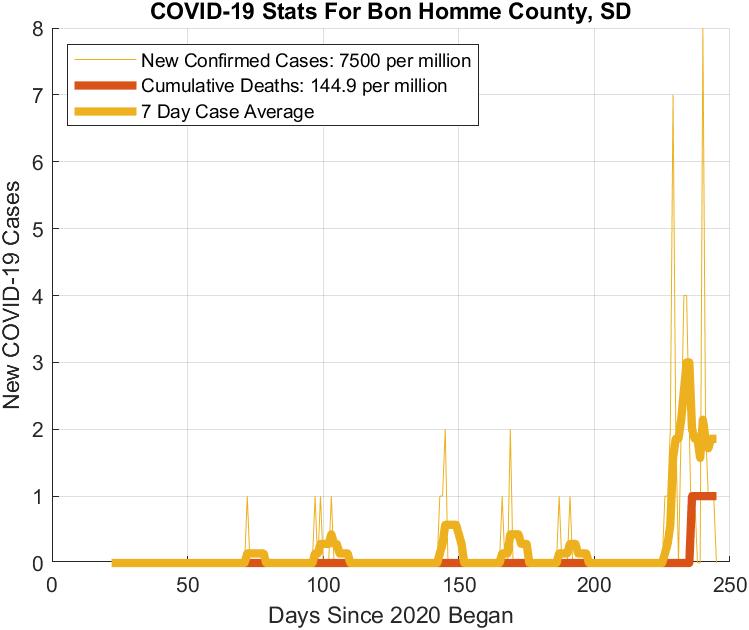 COVID-19 Stats For Bon Homme County, SD
New Confirmed Cases: 7500 per million
Cumulative Deaths: 144.9 per million
7 Day Case Average
New COVID-19 Cases
8
7
6
5
4
3
2
1
0
0 50 100 150 200 250
Days Since 2020 Began